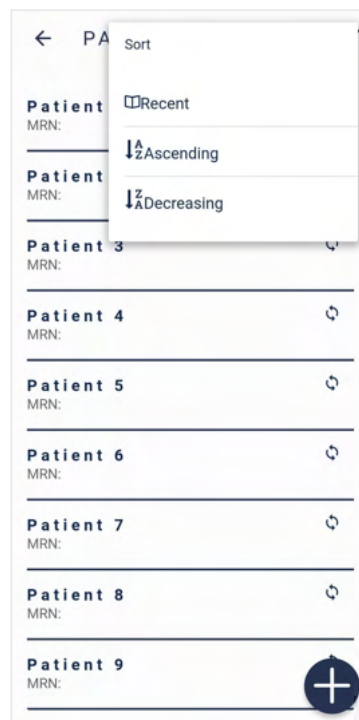 PA
Sort
Recent
Ascending
Decreasing
Patient
MRN:
Patient
MRN:
Patient 3
MRN:
Patient 4
MRN:
Patient 5
MRN:
Patient 6
MRN:
Patient 7
MRN:
Patient 8
MRN:
Patient 9
MRN: